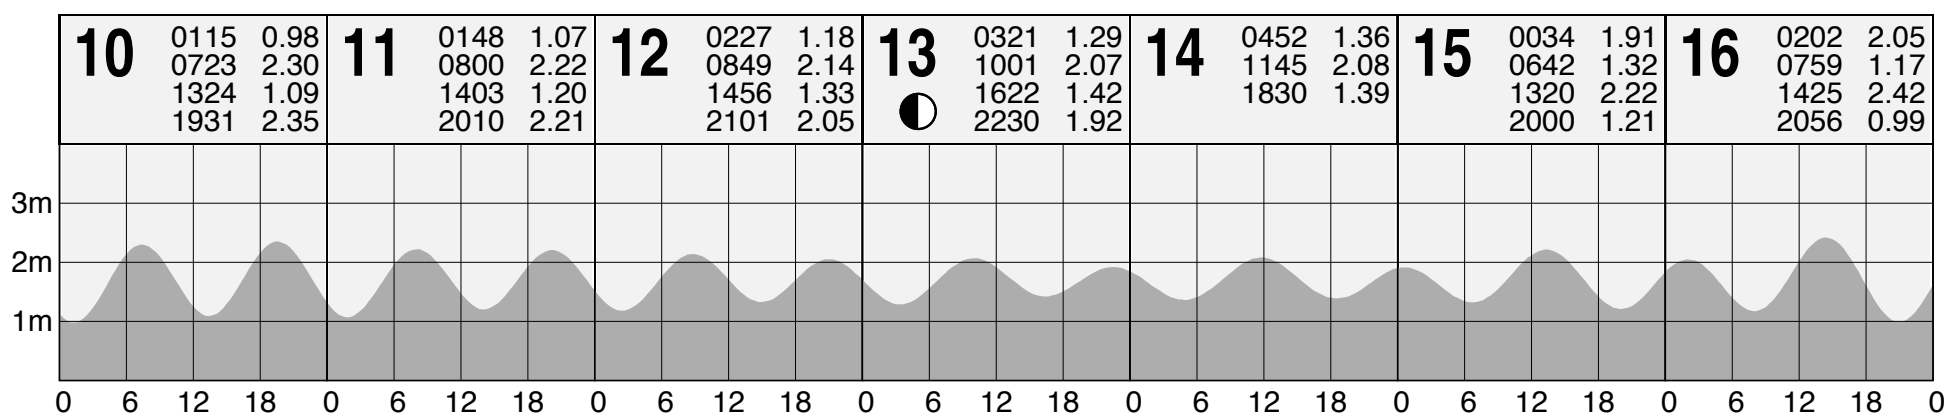 10 0115 0.98 11 0148 1.07 12 0227 1.18 13 0321 1.29 14 0452 1.36 15 0034 1.91 16 0202 2.05
0723 2.30 0800 2.22 0849 2.14 1001 2.07 1145 2.08 0642 1.32 0759 1.17
1324 1.09 1403 1.20 1456 1.33 1622 1.42 1830 1.39 1320 2.22 1425 2.42
1931 2.35 2010 2.21 2101 2.05 2230 1.92 2000 1.21 2056 0.99
3m
2m
1m
0 6 12 18 0 6 12 18 0 6 12 18 0 6 12 18 0 6 12 18 0 6 12 18 0 6 12 18 0